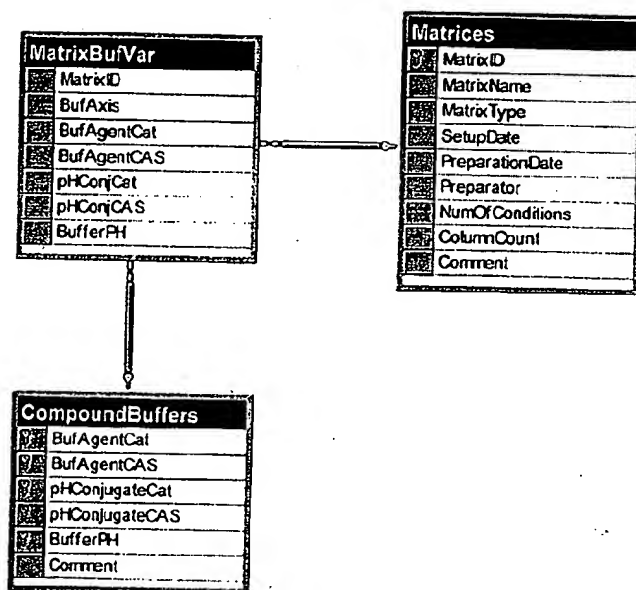 MatrixBufVar
MatrixID
BufAxis
BufAgentCat
BufAgentCAS
pHConjCat
pHConjCAS
BufferPH
Matrices
MatrixID
MatrixName
MatrixType
SetupDate
PreparationDate
Preparator
NumOfConditions
ColumnCount
Comment
CompoundBuffers
BufAgentCat
BufAgentCAS
pHConjugateCat
pHConjugateCAS
BufferPH
Comment